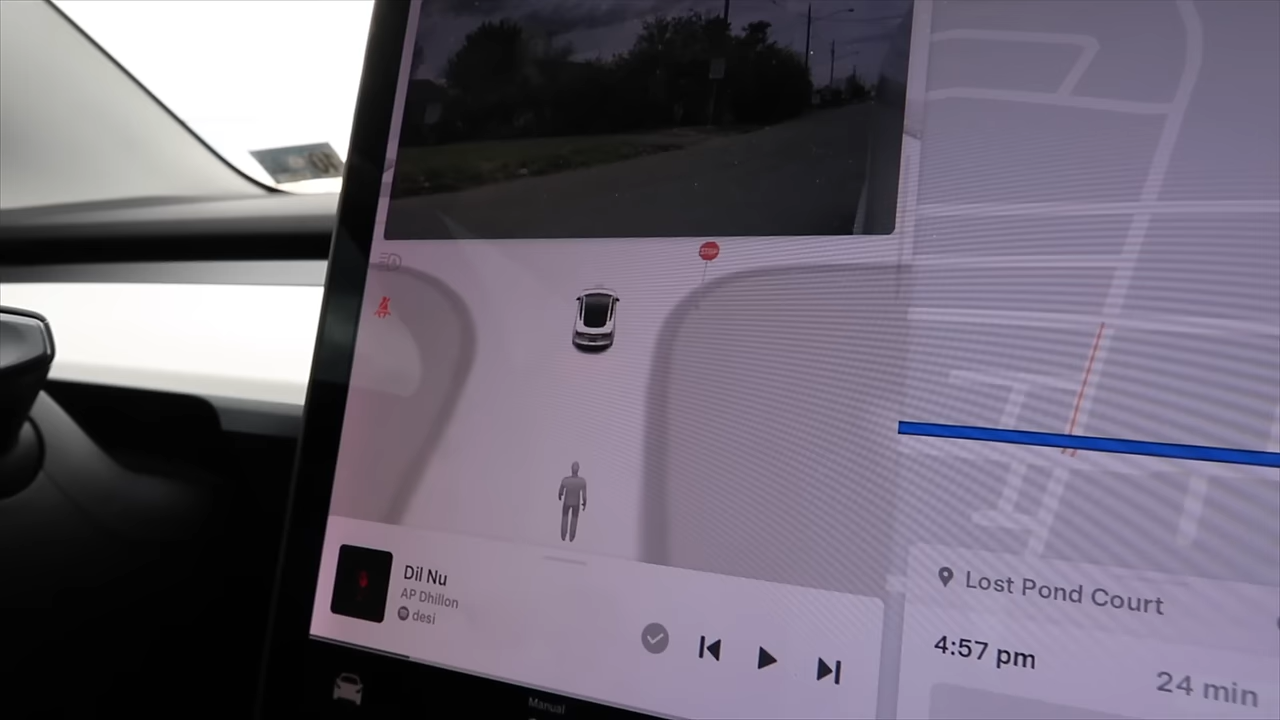 STOP
Dil Nu
AP Dhillon
desi
Lost Pond Court
4:57 pm
24 min
Manual